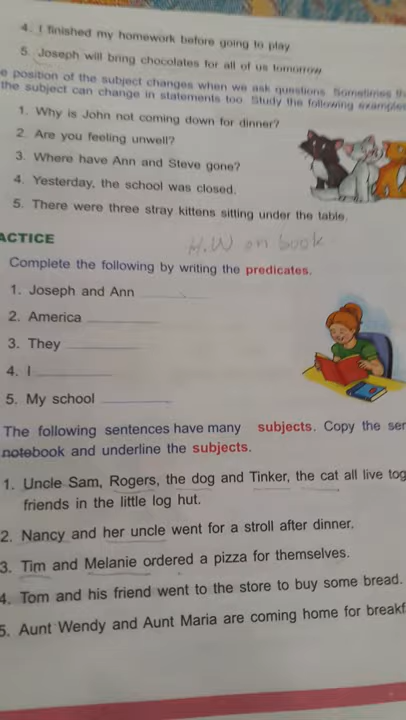 4. I finished my homework before going to play
5. Joseph will bring chocolates for all of us tomorrow
e position of the subject changes when we ask questions. Sometimes th
the subject can change in statements too. Study the following examples
1. Why is John not coming down for dinner?
2. Are you feeling unwell?
3. Where have Ann and Steve gone?
4. Yesterday, the school was closed.
5. There were three stray kittens sitting under the table.
ACTICE
H.W on book
Complete the following by writing the predicates.
1. Joseph and Ann
2. America
3. They
4. I
5. My school
The following sentences have many subjects. Copy the sen
notebook and underline the subjects.
1. Uncle Sam, Rogers, the dog and Tinker, the cat all live tog
friends in the little log hut.
2. Nancy and her uncle went for a stroll after dinner.
3. Tim and Melanie ordered a pizza for themselves.
4. Tom and his friend went to the store to buy some bread.
5. Aunt Wendy and Aunt Maria are coming home for breakf